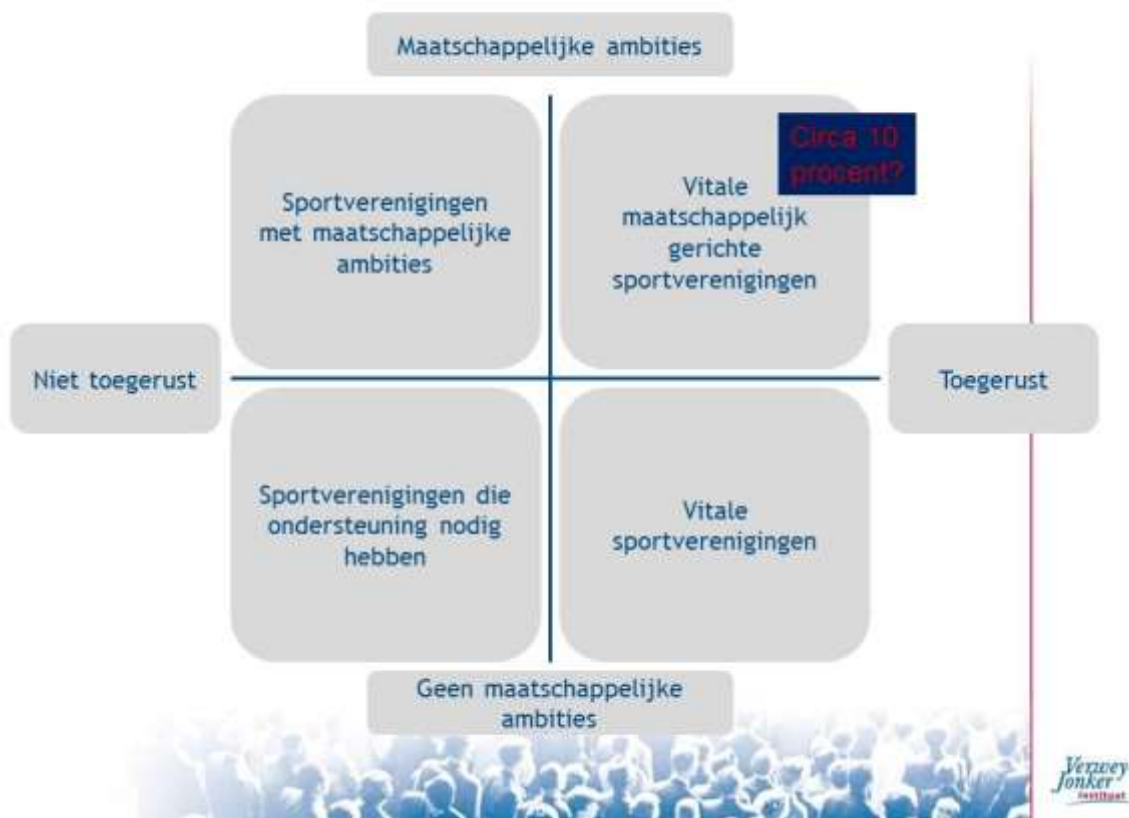 Maatschappelijke ambities
Sportverenigingen
met maatschappelijke
ambities
Circa 10
procent?
Vitale
maatschappelijk
gerichte
sportverenigingen
Niet toegerust
Toegerust
Sportverenigingen die
ondersteuning nodig
hebben
Vitale
sportverenigingen
Geen maatschappelijke
ambities
Verwey
Jonker
Instituut